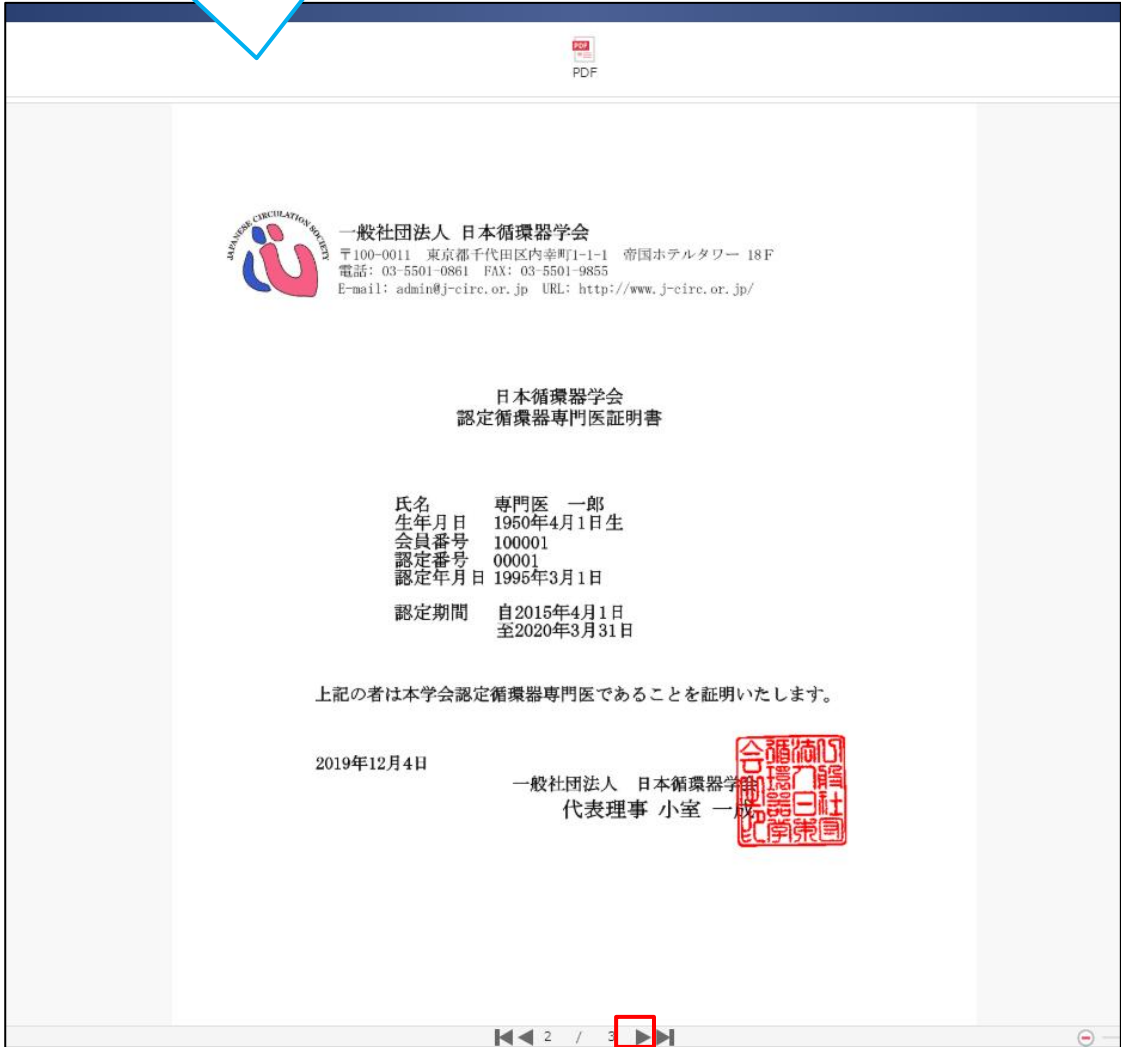 PDF
PDF
JAPANESE CIRCULATION SOCIETY
一般社団法人 日本循環器学会
〒100-0011 東京都千代田区内幸町1-1-1 帝国ホテルタワー 18F
電話: 03-5501-0861 FAX: 03-5501-9855
E-mail: admin@j-circ.or.jp URL: http://www.j-circ.or.jp/
日本循環器学会
認定循環器専門医証明書
氏名 専門医 一郎
生年月日 1950年4月1日生
会員番号 100001
認定番号 00001
認定年月日 1995年3月1日
認定期間 自2015年4月1日
至2020年3月31日
上記の者は本学会認定循環器専門医であることを証明いたします。
2019年12月4日
一般社団法人 日本循環器学会
代表理事 小室 一成
2 / 3